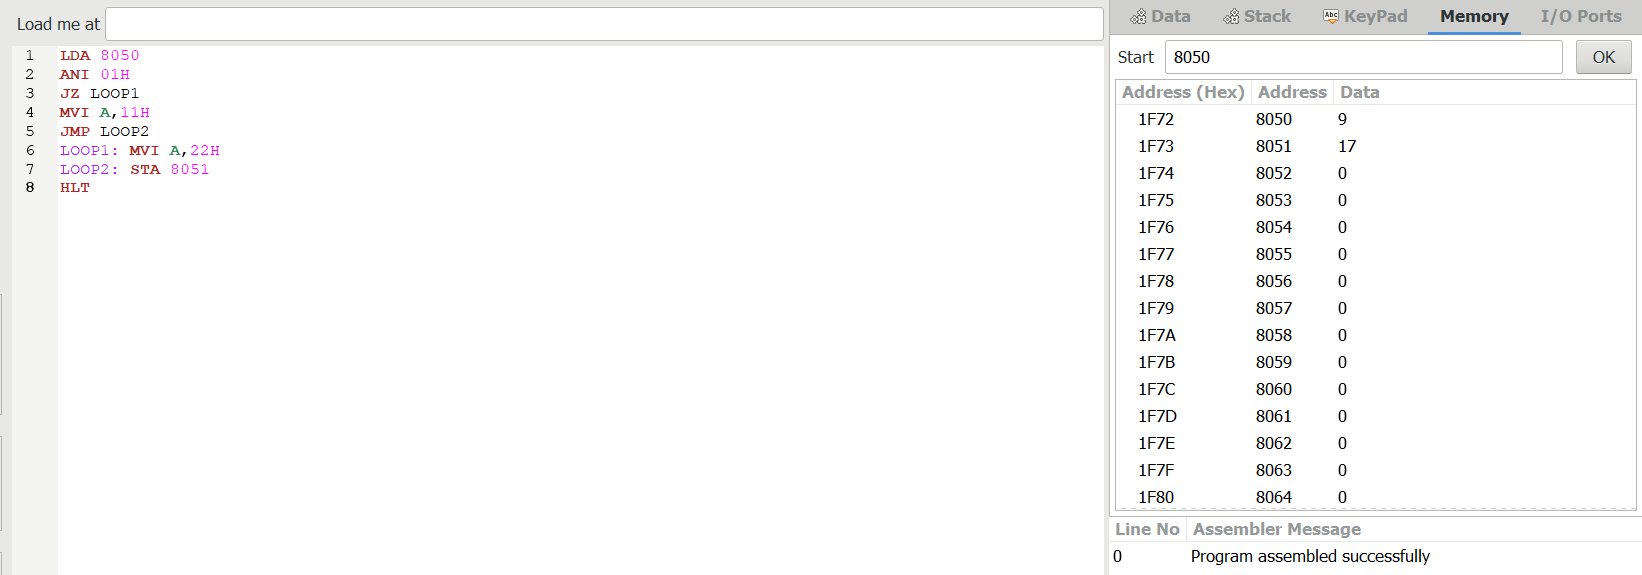 Load me at
1 LDA 8050
2 ANI 01H
3 JZ LOOP1
4 MVI A,11H
5 JMP LOOP2
6 LOOP1: MVI A,22H
7 LOOP2: STA 8051
8 HLT
Data Stack Abc KeyPad Memory I/O Ports
Start 8050 OK
Address (Hex) Address Data
1F72 8050 9
1F73 8051 17
1F74 8052 0
1F75 8053 0
1F76 8054 0
1F77 8055 0
1F78 8056 0
1F79 8057 0
1F7A 8058 0
1F7B 8059 0
1F7C 8060 0
1F7D 8061 0
1F7E 8062 0
1F7F 8063 0
1F80 8064 0
Line No Assembler Message
0 Program assembled successfully